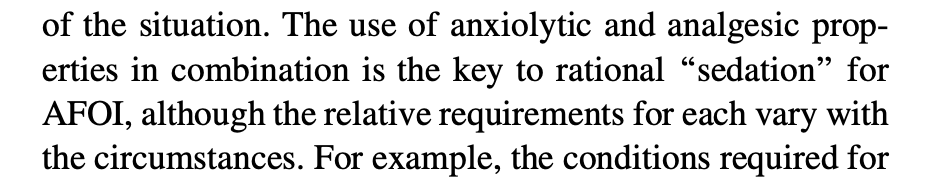 of the situation. The use of anxiolytic and analgesic prop-
erties in combination is the key to rational “sedation” for
AFOI, although the relative requirements for each vary with
the circumstances. For example, the conditions required for